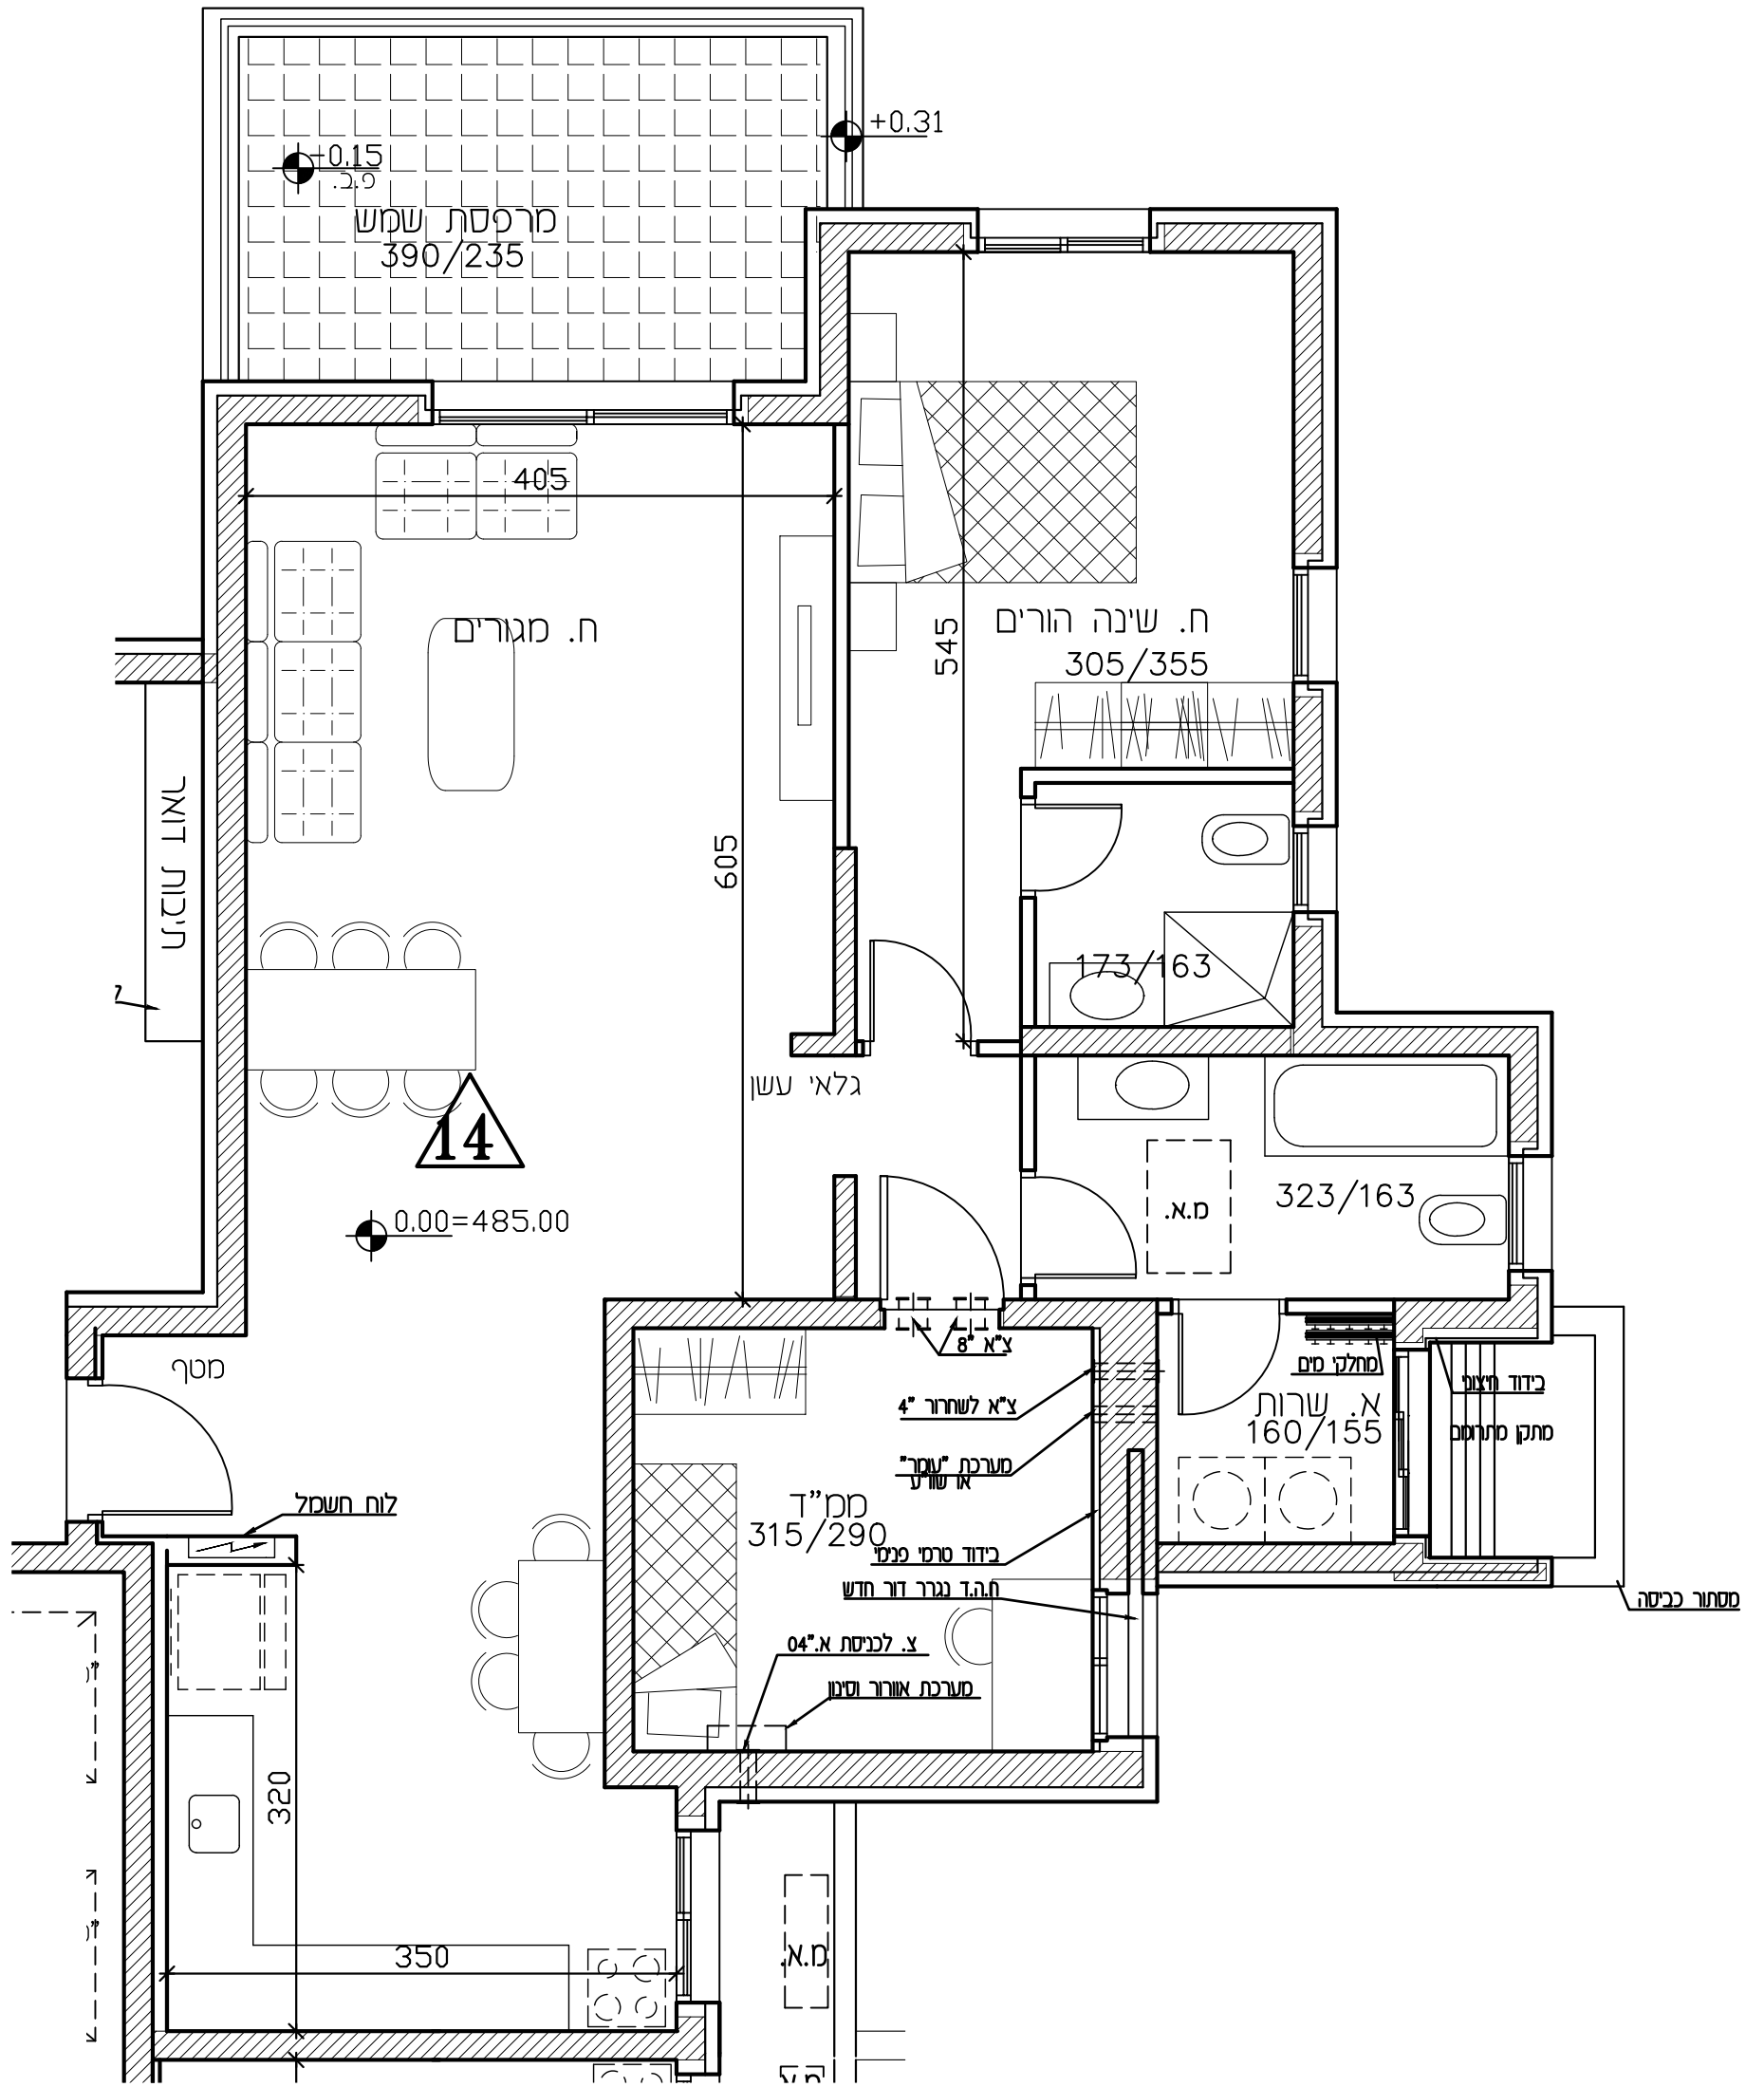 +0.31
-0.15
פ.ב.
מרפסת שמש
390/235
405
ח. מגורים
545
ח. שינה הורים
305/355
תיבות דואר
605
173/163
גלאי עשן
14
0.00=485.00
323/163
מ.א.
מטף
צ"א "8
מחלקי מים
בידוד חיצוני
צ"א לשחרור "4
א. שרות
160/155
מתקן מתרומם
מערכת "עומר"
או שוו"ע
לוח חשמל
ממ"ד
315/290
בידוד טרמי פנימי
ח.ה.ד נגרר דור חדש
מסתור כביסה
צ. לכניסת א."04
מערכת אוורור וסינון
320
350
מ.א.
מ.א